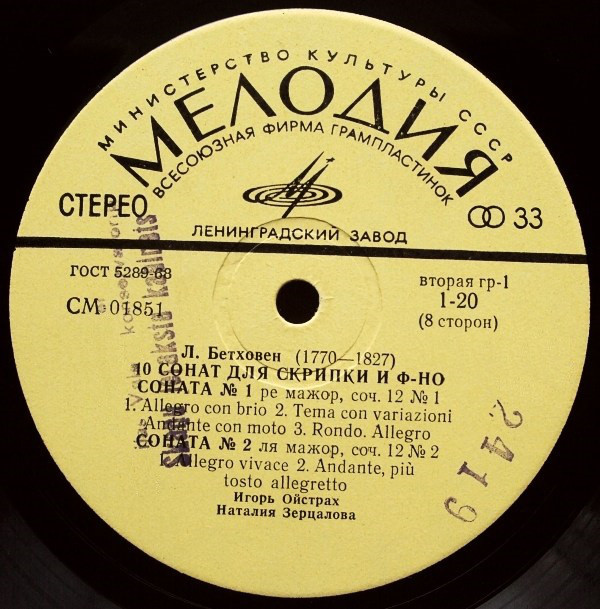 МИНИСТЕРСТВО КУЛЬТУРЫ СССР
МЕЛОДИЯ
ВСЕСОЮЗНАЯ ФИРМА ГРАМПЛАСТИНОК
СТЕРЕО
33
ЛЕНИНГРАДСКИЙ ЗАВОД
ГОСТ 5289-68
СМ 01851
вторая гр-1
1-20
(8 сторон)
Л. Бетховен (1770—1827)
10 СОНАТ ДЛЯ СКРИПКИ И Ф-НО
СОНАТА № 1 ре мажор, соч. 12 № 1
1. Allegro con brio 2. Tema con variazioni
Andante con moto 3. Rondo. Allegro
СОНАТА № 2 ля мажор, соч. 12 № 2
Allegro vivace 2. Andante, più
tosto allegretto
Игорь Ойстрах
Наталия Зерцалова
2419